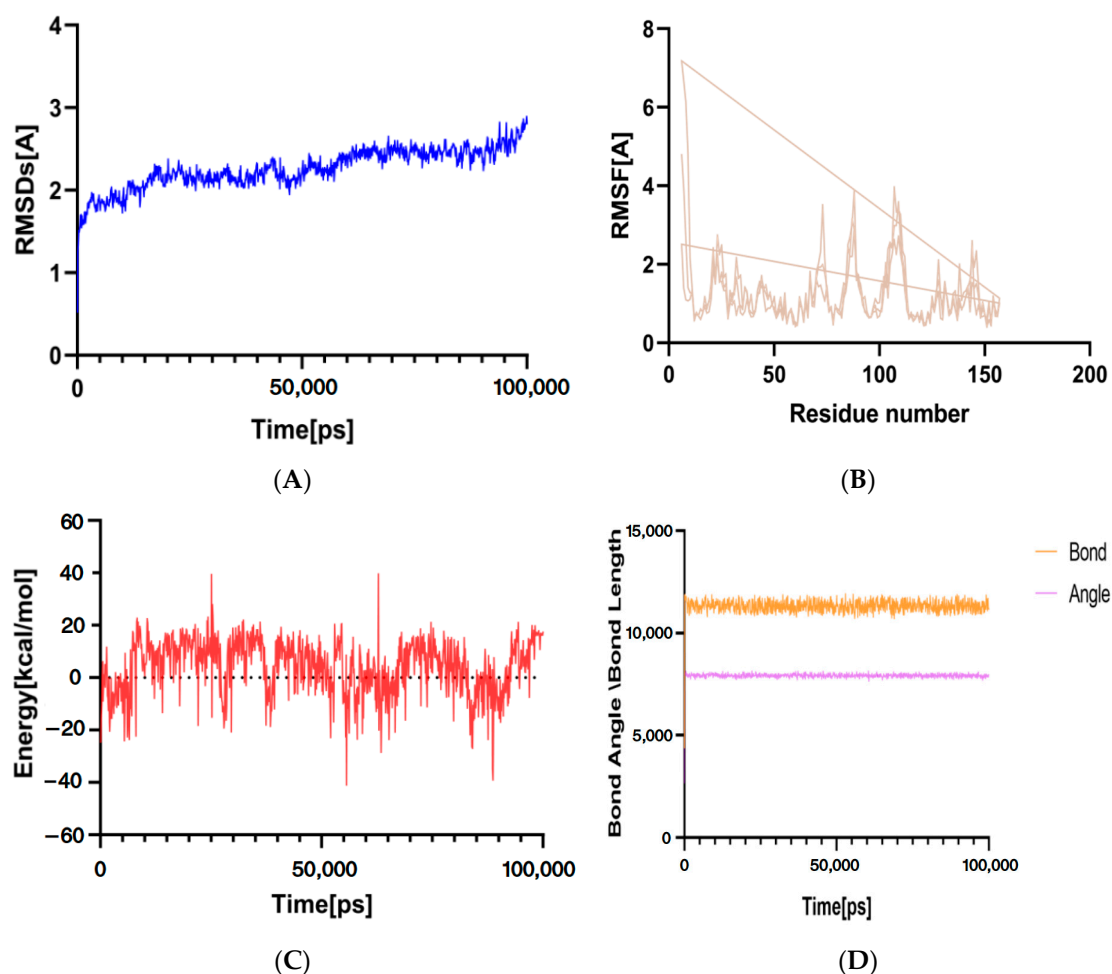 4
3
2
1
0
RMSDs[A]
0
50,000
100,000
Time[ps]
(A)
8
6
4
2
0
RMSF[A]
0
50
100
150
200
Residue number
(B)
60
40
20
0
−20
−40
−60
Energy[kcal/mol]
0
50,000
100,000
Time[ps]
(C)
15,000
10,000
5,000
0
Bond Angle \Bond Length
0
50,000
100,000
Time[ps]
Bond
Angle
(D)